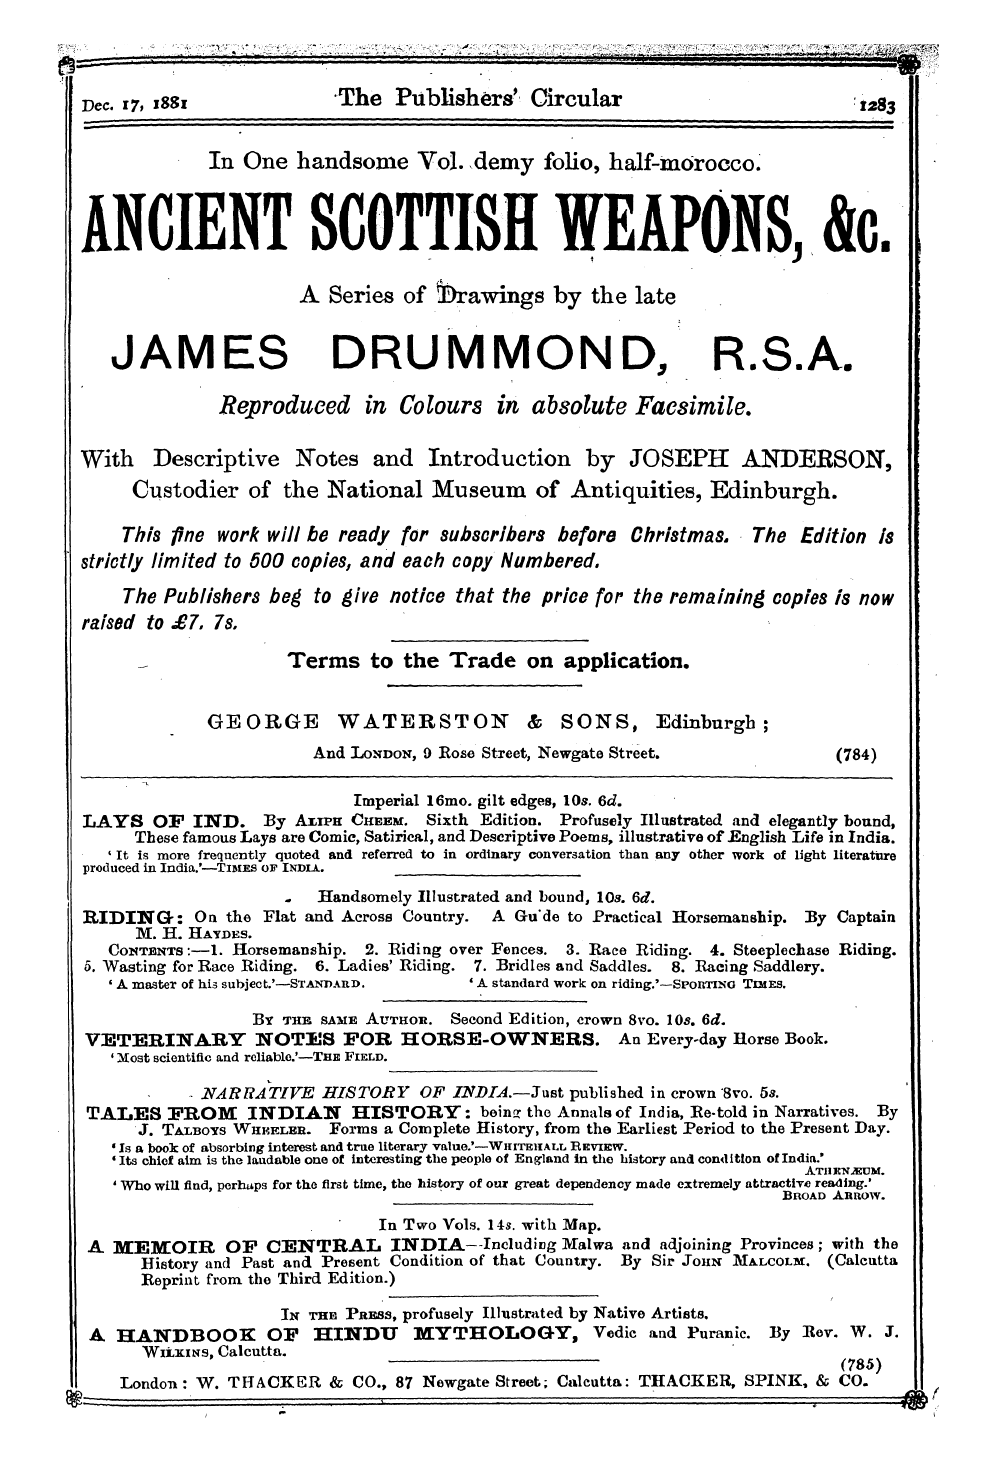 Dec. 17, 1881 The Publishers' Circular 1283
In One handsome Vol. demy folio, half-morocco.
ANCIENT SCOTTISH WEAPONS, &c.
A Series of Drawings by the late
JAMES DRUMMOND, R.S.A.
Reproduced in Colours in absolute Facsimile.
With Descriptive Notes and Introduction by JOSEPH ANDERSON,
Custodier of the National Museum of Antiquities, Edinburgh.
This fine work will be ready for subscribers before Christmas. The Edition is
strictly limited to 500 copies, and each copy Numbered.
The Publishers beg to give notice that the price for the remaining copies is now
raised to £7. 7s.
Terms to the Trade on application.
GEORGE WATERSTON & SONS, Edinburgh;
And LONDON, 9 Rose Street, Newgate Street. (784)
Imperial 16mo. gilt edges, 10s. 6d.
LAYS OF IND. By ALIPH CHEEM. Sixth Edition. Profusely Illustrated and elegantly bound,
These famous Lays are Comic, Satirical, and Descriptive Poems, illustrative of English Life in India.
'It is more frequently quoted and referred to in ordinary conversation than any other work of light literature
produced in India.'—TIMES OF INDIA.
Handsomely Illustrated and bound, 10s. 6d.
RIDING: On the Flat and Across Country. A Gu'de to Practical Horsemanship. By Captain
M. H. HAYDES.
CONTENTS:—1. Horsemanship. 2. Riding over Fences. 3. Race Riding. 4. Steeplechase Riding.
5. Wasting for Race Riding. 6. Ladies' Riding. 7. Bridles and Saddles. 8. Racing Saddlery.
'A master of his subject.'—STANDARD. 'A standard work on riding.'—SPORTING TIMES.
BY THE SAME AUTHOR. Second Edition, crown 8vo. 10s. 6d.
VETERINARY NOTES FOR HORSE-OWNERS. An Every-day Horse Book.
'Most scientific and reliable.'—THE FIELD.
NARRATIVE HISTORY OF INDIA.—Just published in crown 8vo. 5s.
TALES FROM INDIAN HISTORY: being the Annals of India, Re-told in Narratives. By
J. TALBOYS WHEELER. Forms a Complete History, from the Earliest Period to the Present Day.
'Is a book of absorbing interest and true literary value.'—WHITEHALL REVIEW.
'Its chief aim is the laudable one of interesting the people of England in the history and condition of India.'
ATHENÆUM.
'Who will find, perhaps for the first time, the history of our great dependency made extremely attractive reading.'
BROAD ARROW.
In Two Vols. 14s. with Map.
A MEMOIR OF CENTRAL INDIA—Including Malwa and adjoining Provinces; with the
History and Past and Present Condition of that Country. By Sir JOHN MALCOLM. (Calcutta
Reprint from the Third Edition.)
IN THE PRESS, profusely Illustrated by Native Artists.
A HANDBOOK OF HINDU MYTHOLOGY, Vedic and Puranic. By Rev. W. J.
WILKINS, Calcutta.
(785)
London: W. THACKER & CO., 87 Newgate Street; Calcutta: THACKER, SPINK, & CO.